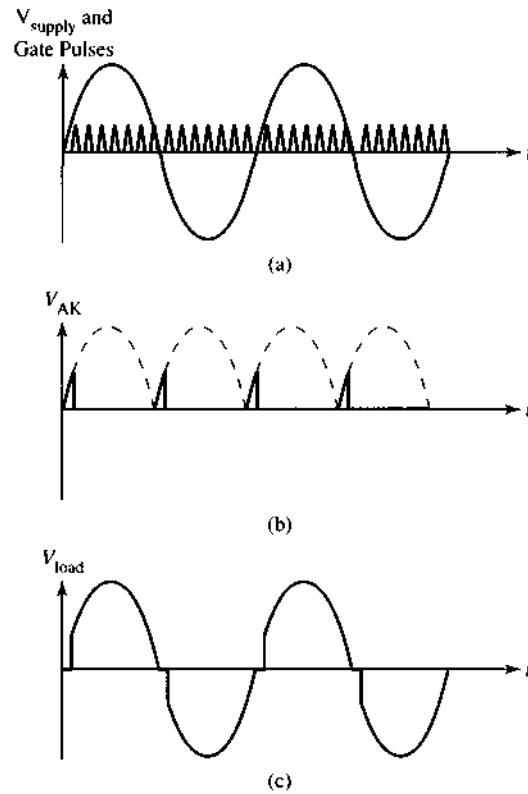 V_supply and
Gate Pulses
t
(a)
V_AK
t
(b)
V_load
t
(c)